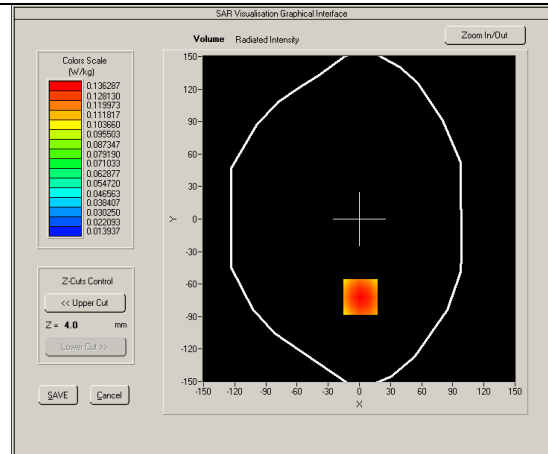 SAR Visualisation Graphical Interface
Volume Radiated Intensity
Zoom In/Out
Colors Scale
(W/kg)
0.136287
0.128130
0.119973
0.111817
0.103660
0.095503
0.087347
0.079190
0.071033
0.062877
0.054720
0.046563
0.038407
0.030250
0.022093
0.013937
Z-Cuts Control
<< Upper Cut
Z = 4.0 mm
Lower Cut >>
SAVE Cancel
150
120
90
60
30
0
-30
-60
-90
-120
-150
Y
-150 -120 -90 -60 -30 0 30 60 90 120 150
X